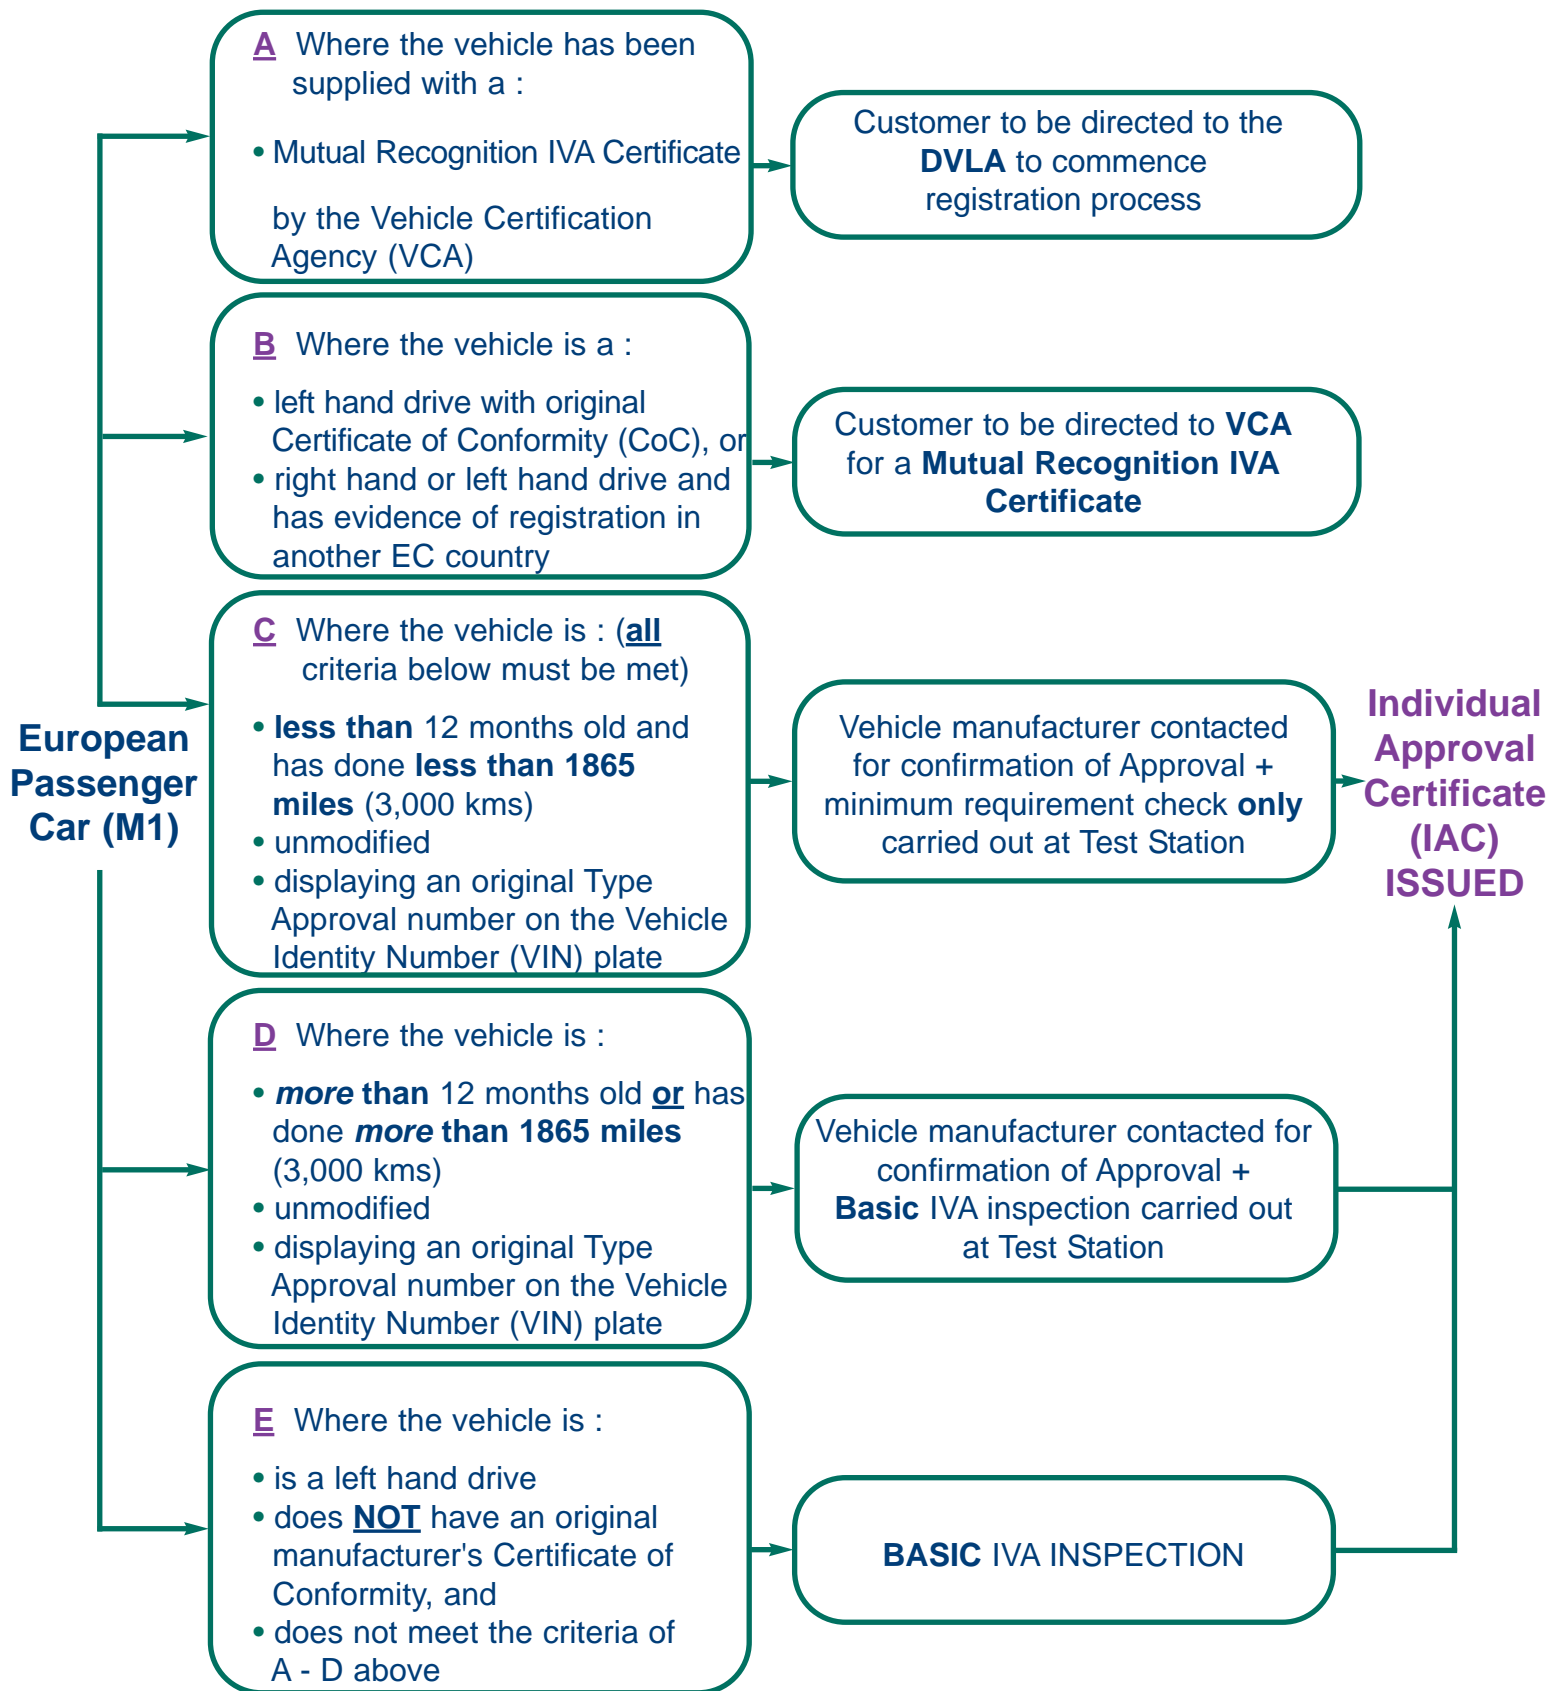 A Where the vehicle has been
supplied with a :
• Mutual Recognition IVA Certificate
by the Vehicle Certification
Agency (VCA)
Customer to be directed to the
DVLA to commence
registration process
B Where the vehicle is a :
• left hand drive with original
Certificate of Conformity (CoC), or
• right hand or left hand drive and
has evidence of registration in
another EC country
Customer to be directed to VCA
for a Mutual Recognition IVA
Certificate
European
Passenger
Car (M1)
C Where the vehicle is : (all
criteria below must be met)
• less than 12 months old and
has done less than 1865
miles (3,000 kms)
• unmodified
• displaying an original Type
Approval number on the Vehicle
Identity Number (VIN) plate
Vehicle manufacturer contacted
for confirmation of Approval +
minimum requirement check only
carried out at Test Station
Individual
Approval
Certificate
(IAC)
ISSUED
D Where the vehicle is :
• more than 12 months old or has
done more than 1865 miles
(3,000 kms)
• unmodified
• displaying an original Type
Approval number on the Vehicle
Identity Number (VIN) plate
Vehicle manufacturer contacted for
confirmation of Approval +
Basic IVA inspection carried out
at Test Station
E Where the vehicle is :
• is a left hand drive
• does NOT have an original
manufacturer's Certificate of
Conformity, and
• does not meet the criteria of
A - D above
BASIC IVA INSPECTION